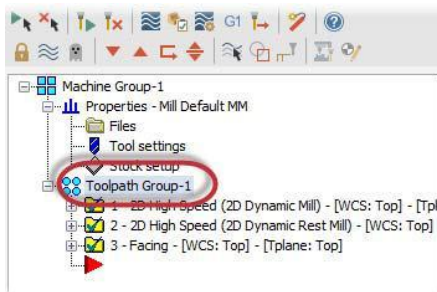 G1
Machine Group-1
Properties - Mill Default MM
Files
Tool settings
Stock setup
Toolpath Group-1
1 - 2D High Speed (2D Dynamic Mill) - [WCS: Top] - [Tpl
2 - 2D High Speed (2D Dynamic Rest Mill) - [WCS: Top]
3 - Facing - [WCS: Top] - [Tplane: Top]